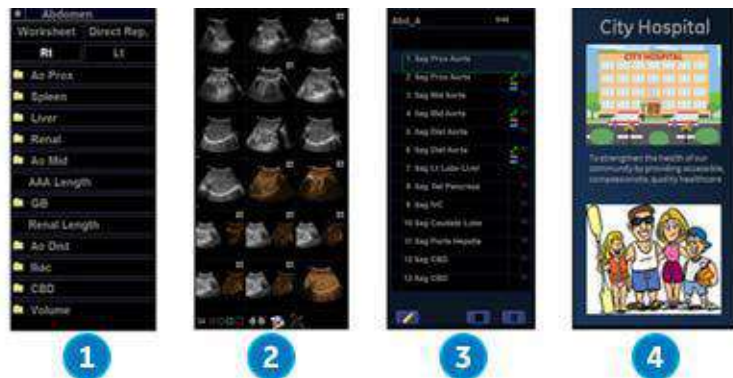 Abdomen
Worksheet Direct Rep.
Rt Lt
Ao Prox
Spleen
Liver
Renal
Ao Mid
AAA Length
GB
Renal Length
Ao Dist
Iliac
CBD
Volume
1
2
Abd_A
1. Sag Prox Aorta
2. Sag Prox Aorta
3. Sag Mid Aorta
4. Sag Mid Aorta
5. Sag Dist Aorta
6. Sag Dist Aorta
7. Sag Lt Lobe Liver
8. Sag Pancreas
9. Sag IVC
10. Sag Caudate Lobe
11. Sag Porta Hepatis
12. Sag CBD
13. Sag CBD
3
City Hospital
CITY HOSPITAL
To strengthen the health of our
community by providing accessible,
compassionate, quality healthcare
4